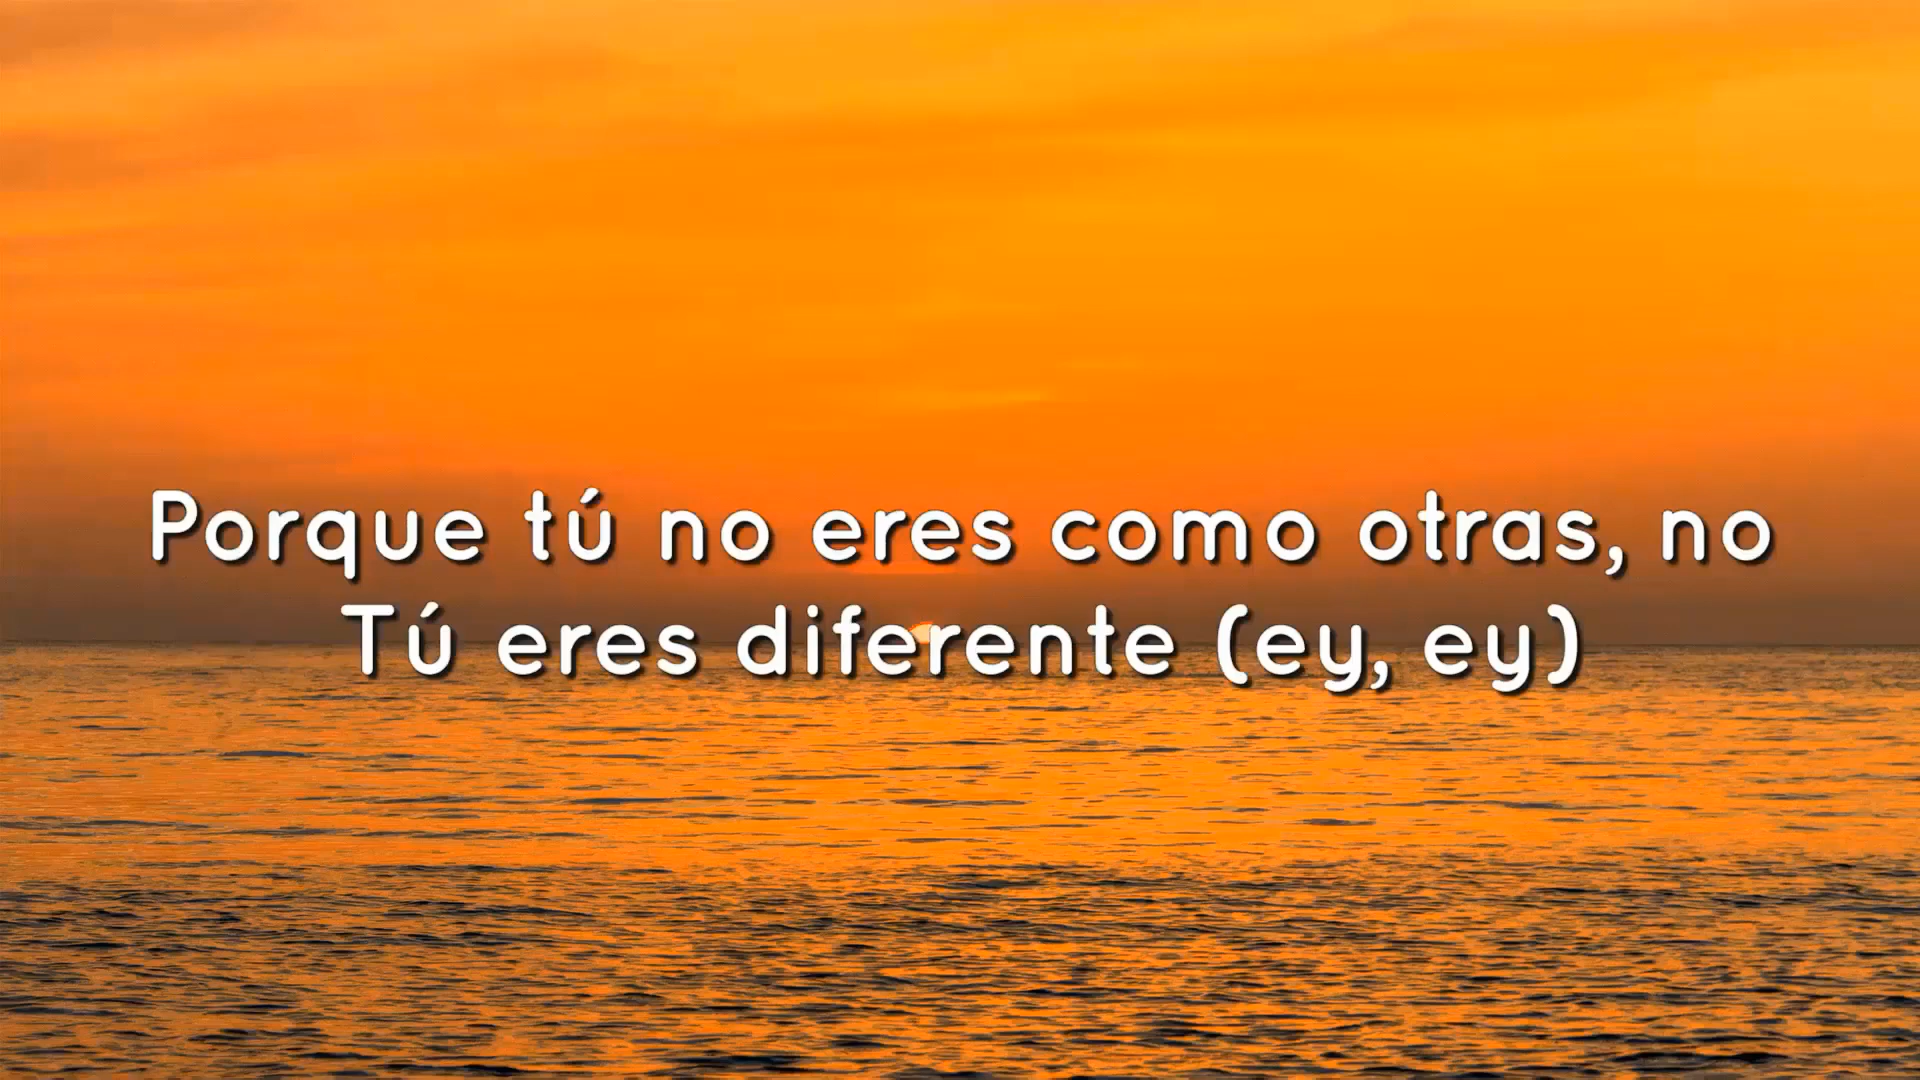 Porque tú no eres como otras, no
Tú eres diferente (ey, ey)